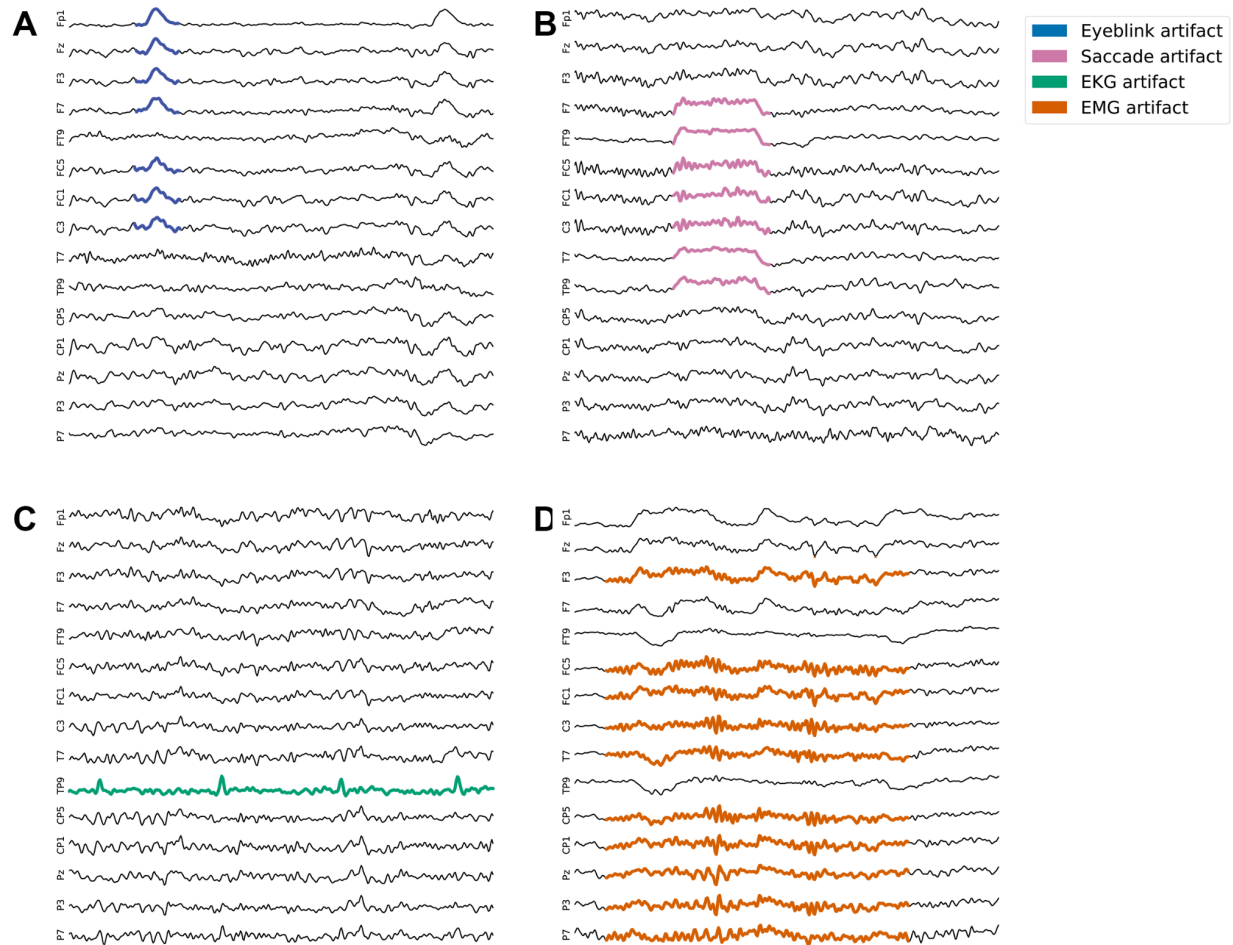 A
Fp1
Fz
F3
F7
FT9
FC5
FC1
C3
T7
TP9
CP5
CP1
Pz
P3
P7
B
Fp1
Fz
F3
F7
FT9
FC5
FC1
C3
T7
TP9
CP5
CP1
Pz
P3
P7
Eyeblink artifact
Saccade artifact
EKG artifact
EMG artifact
C
Fp1
Fz
F3
F7
FT9
FC5
FC1
C3
T7
TP9
CP5
CP1
Pz
P3
P7
D
Fp1
Fz
F3
F7
FT9
FC5
FC1
C3
T7
TP9
CP5
CP1
Pz
P3
P7